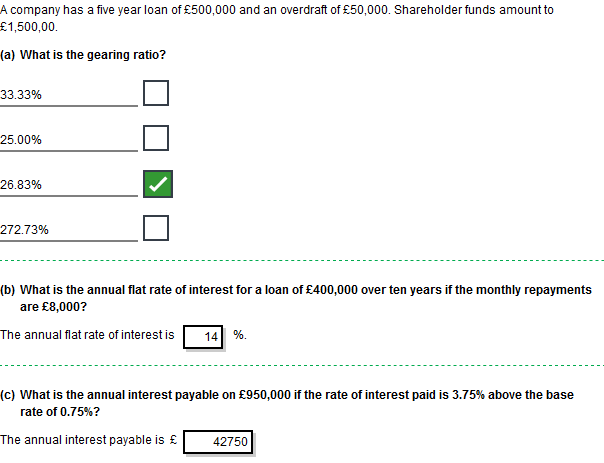 A company has a five year loan of £500,000 and an overdraft of £50,000. Shareholder funds amount to
£1,500,00.
(a) What is the gearing ratio?
33.33%
25.00%
26.83%
272.73%
(b) What is the annual flat rate of interest for a loan of £400,000 over ten years if the monthly repayments
are £8,000?
The annual flat rate of interest is 14 %.
(c) What is the annual interest payable on £950,000 if the rate of interest paid is 3.75% above the base
rate of 0.75%?
The annual interest payable is £ 42750